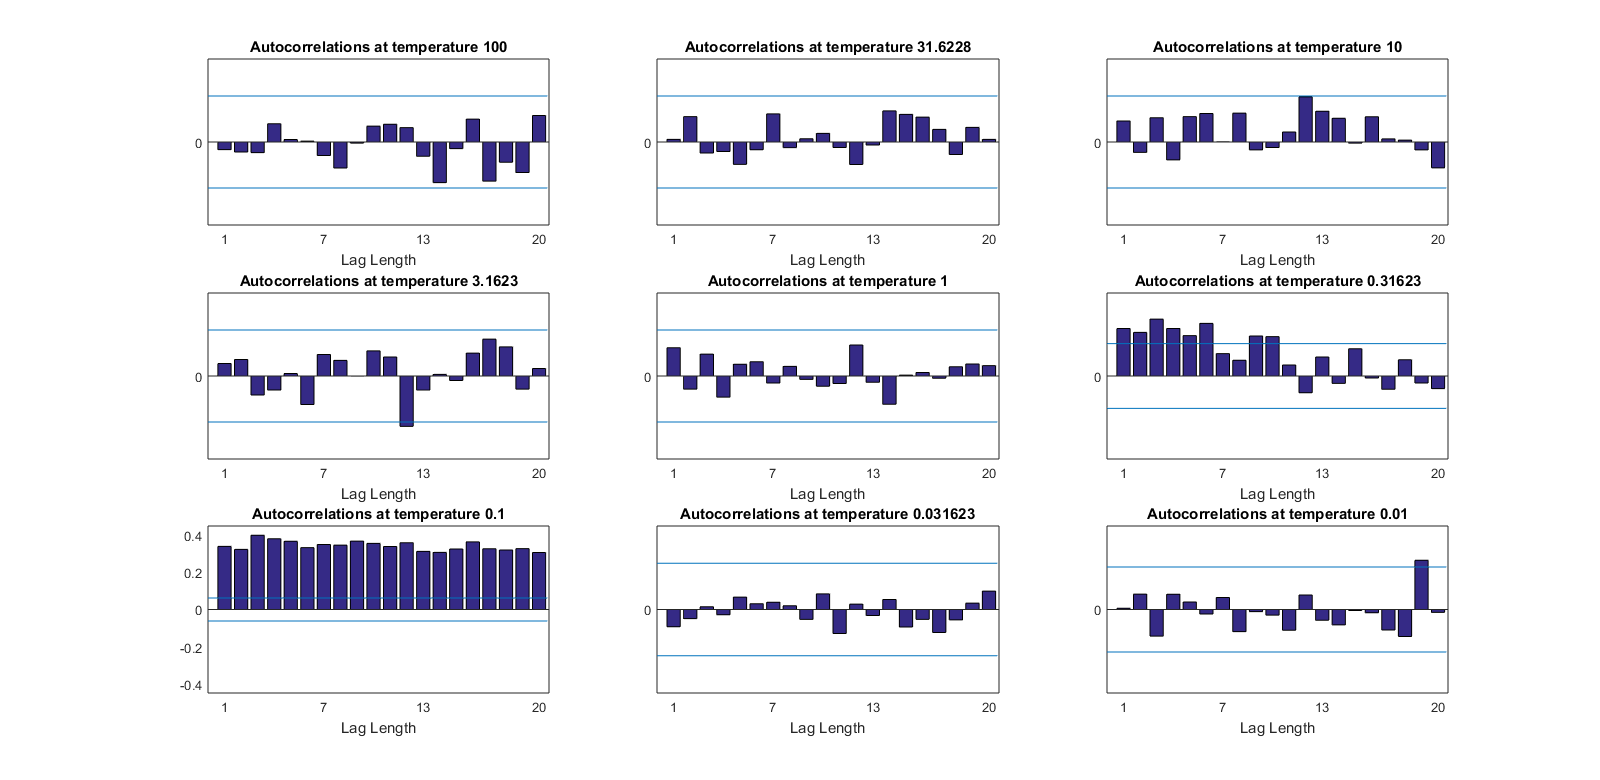 Autocorrelations at temperature 100
0
1 7 13 20
Lag Length
Autocorrelations at temperature 31.6228
0
1 7 13 20
Lag Length
Autocorrelations at temperature 10
0
1 7 13 20
Lag Length
Autocorrelations at temperature 3.1623
0
1 7 13 20
Lag Length
Autocorrelations at temperature 1
0
1 7 13 20
Lag Length
Autocorrelations at temperature 0.31623
0
1 7 13 20
Lag Length
Autocorrelations at temperature 0.1
0.4
0.2
0
-0.2
-0.4
1 7 13 20
Lag Length
Autocorrelations at temperature 0.031623
0
1 7 13 20
Lag Length
Autocorrelations at temperature 0.01
0
1 7 13 20
Lag Length